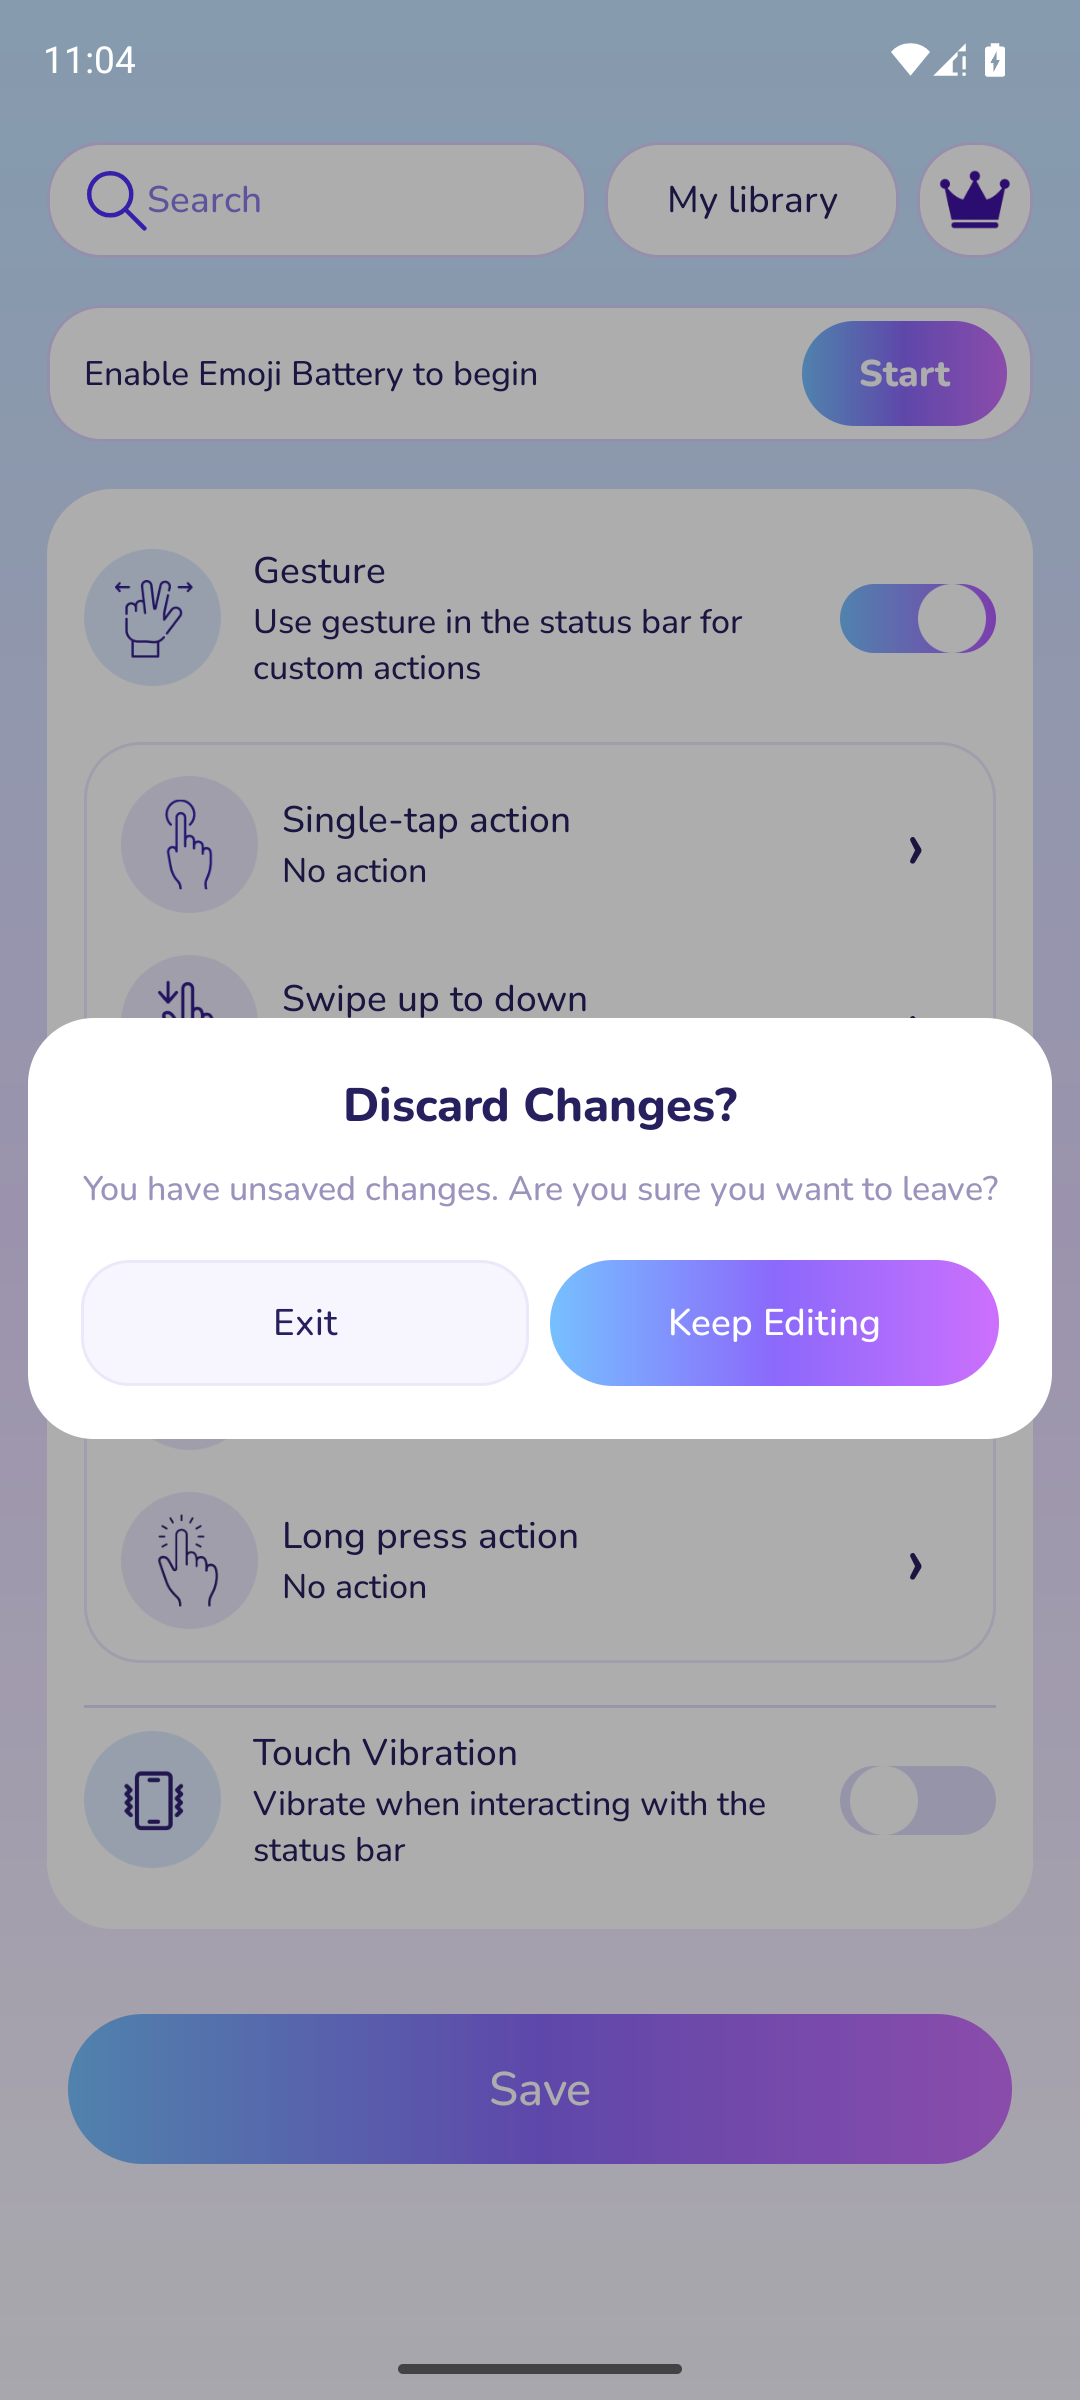 11:04
Search
My library
Enable Emoji Battery to begin
Start
Gesture
Use gesture in the status bar for
custom actions
Single-tap action
No action
Swipe up to down
Discard Changes?
You have unsaved changes. Are you sure you want to leave?
Exit
Keep Editing
Long press action
No action
Touch Vibration
Vibrate when interacting with the
status bar
Save